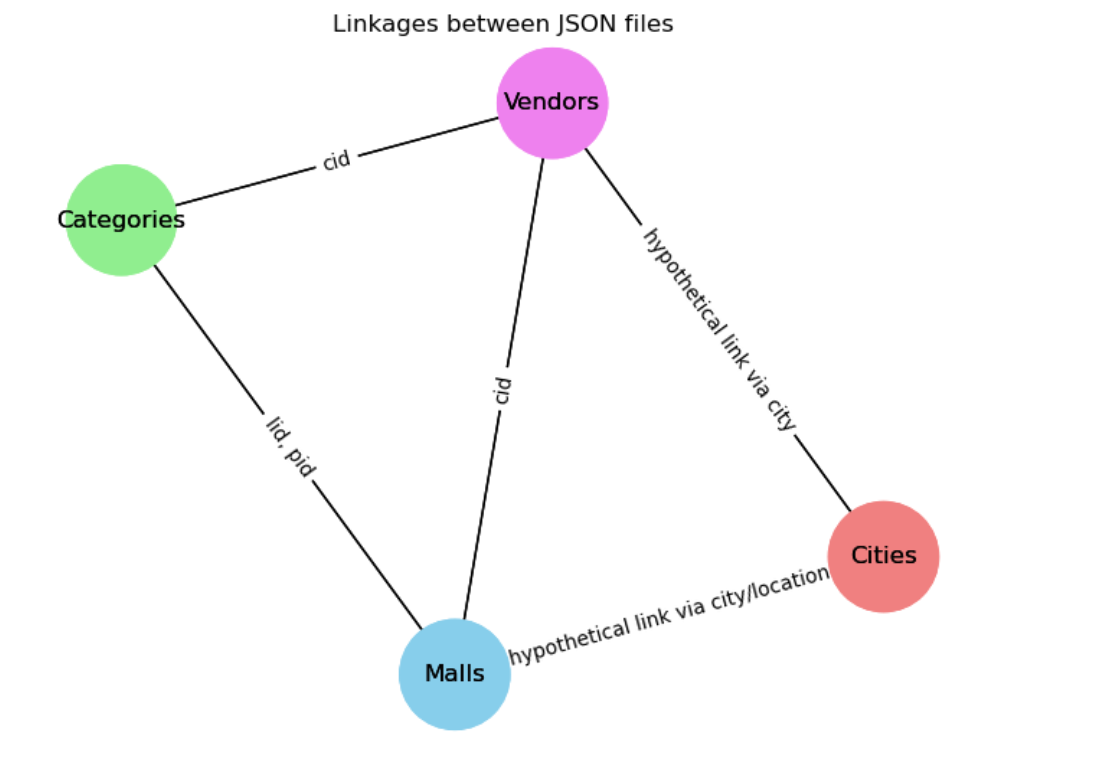 Linkages between JSON files
Vendors
cid
Categories
hypothetical link via city
cid
lid, pid
Cities
hypothetical link via city/location
Malls